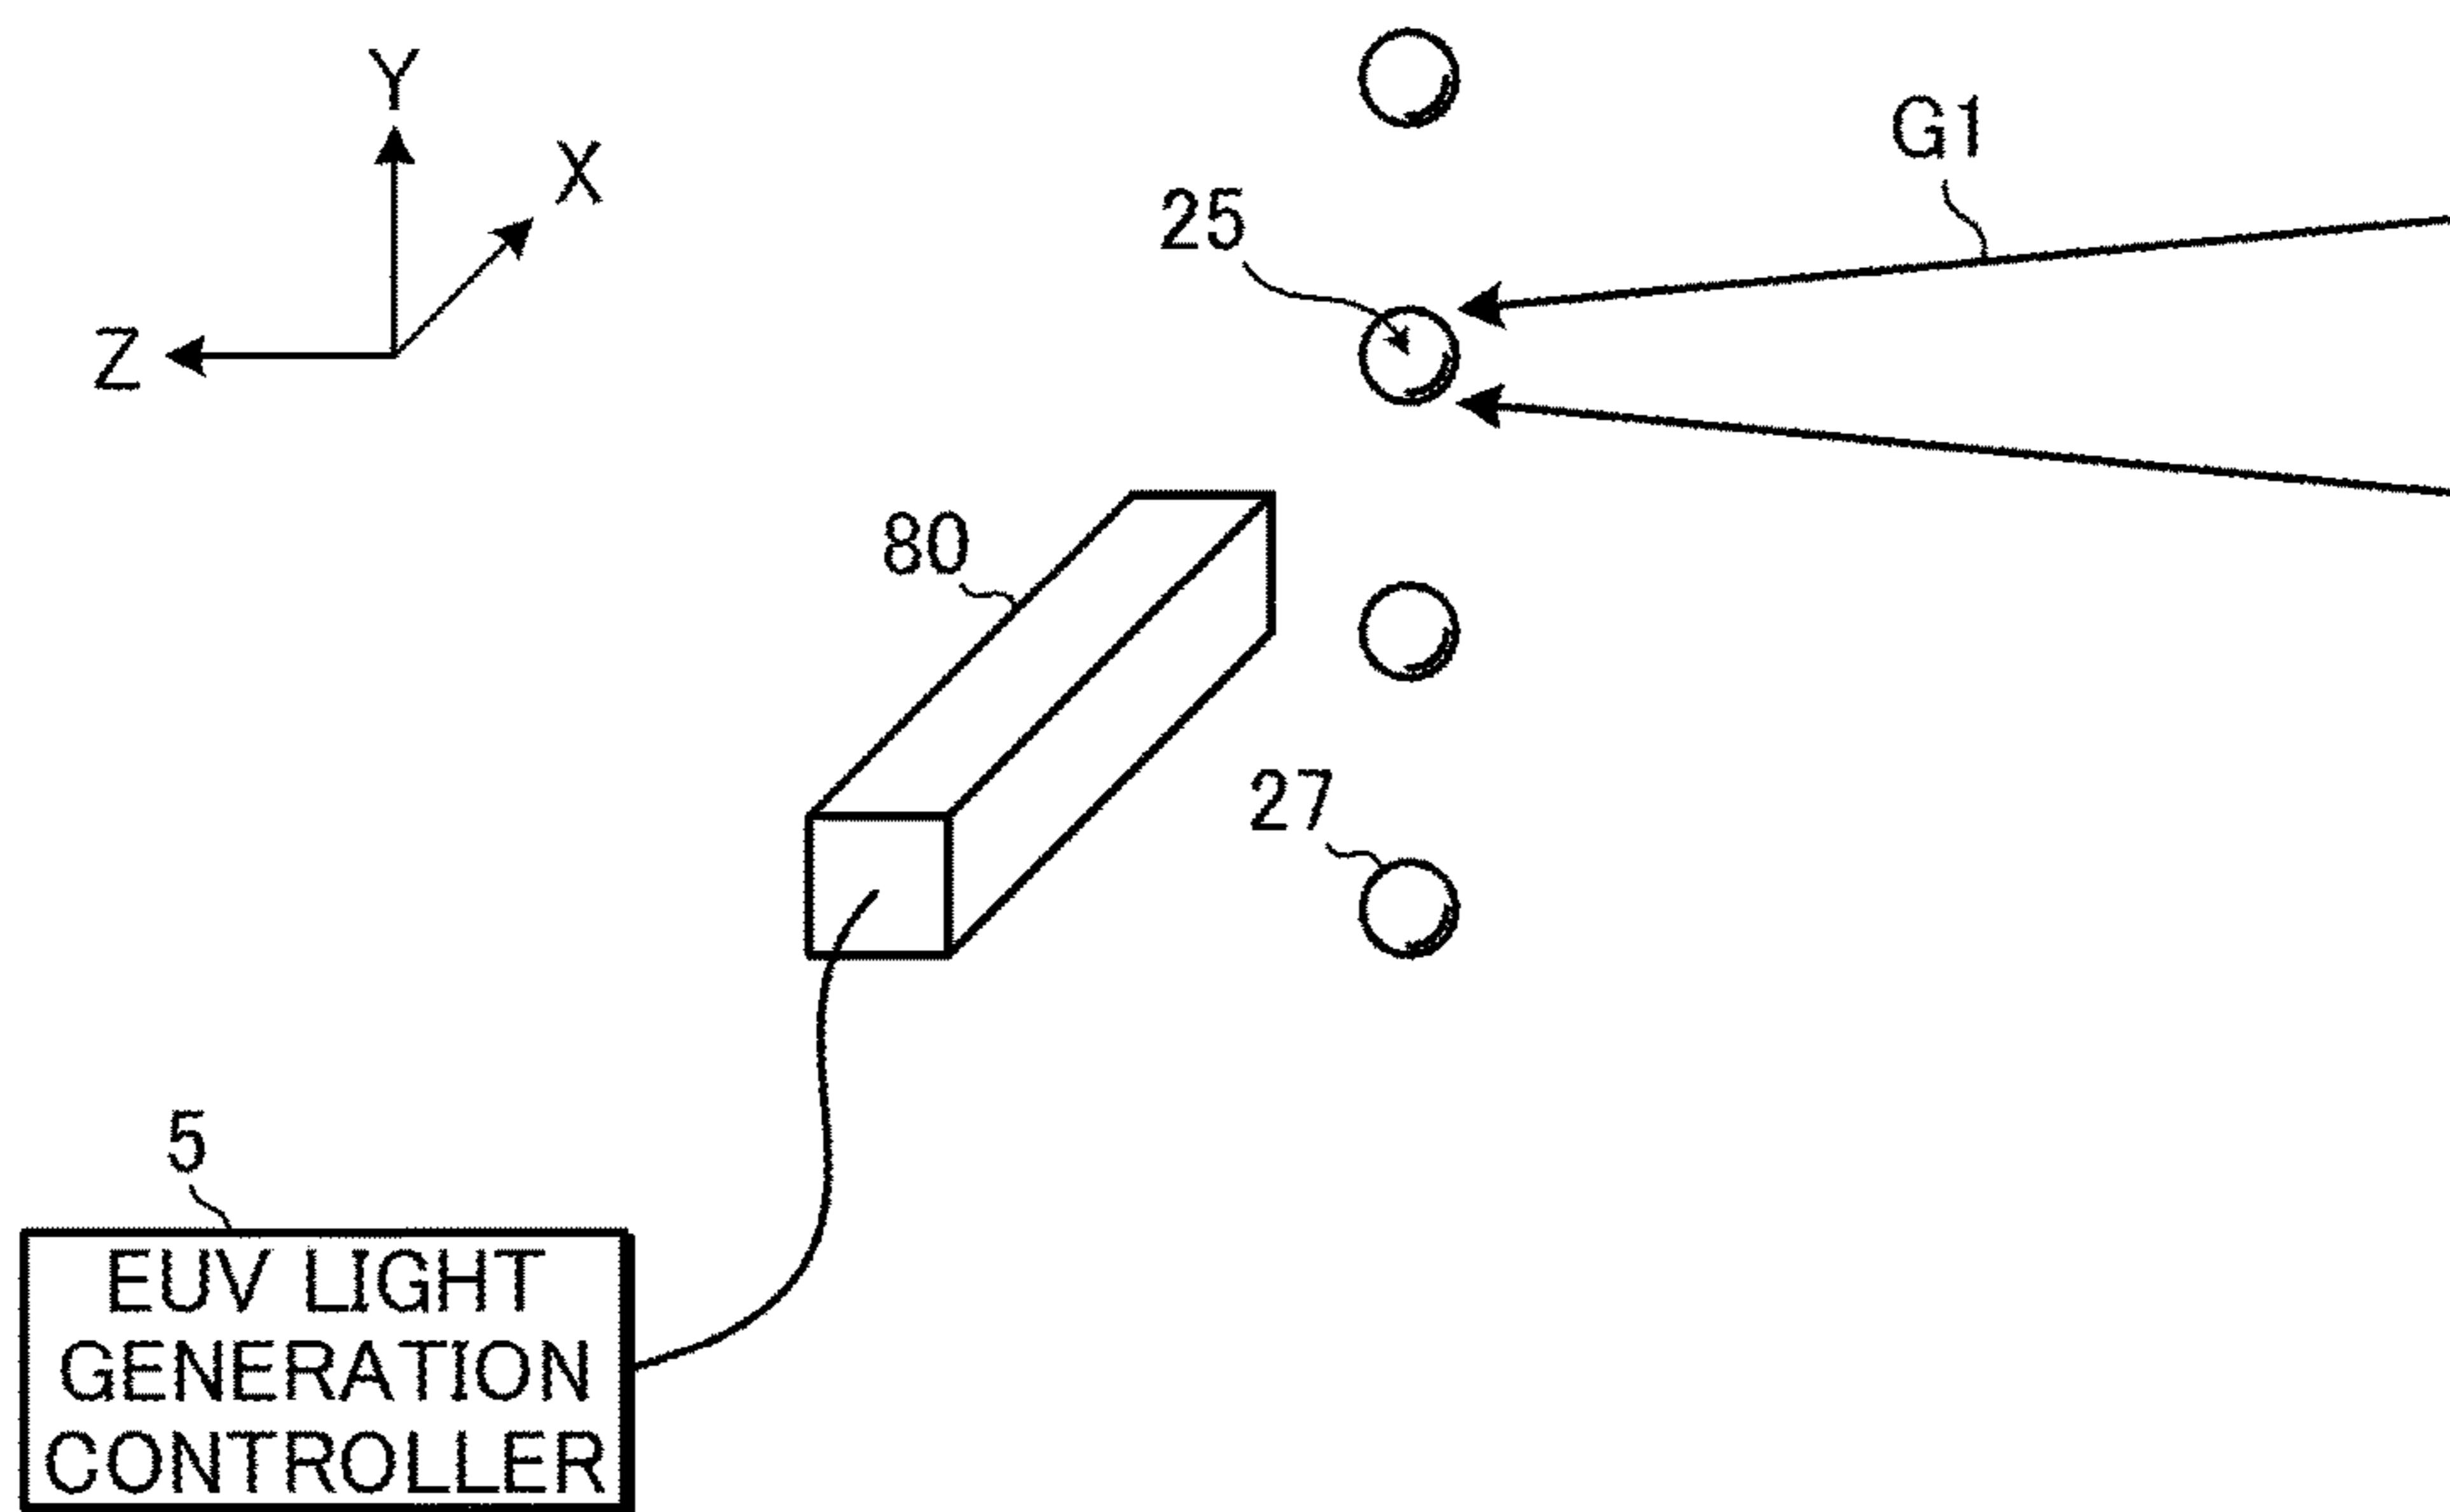 Y
X
G1
25
Z
80
27
5
EUV LIGHT
GENERATION
CONTROLLER